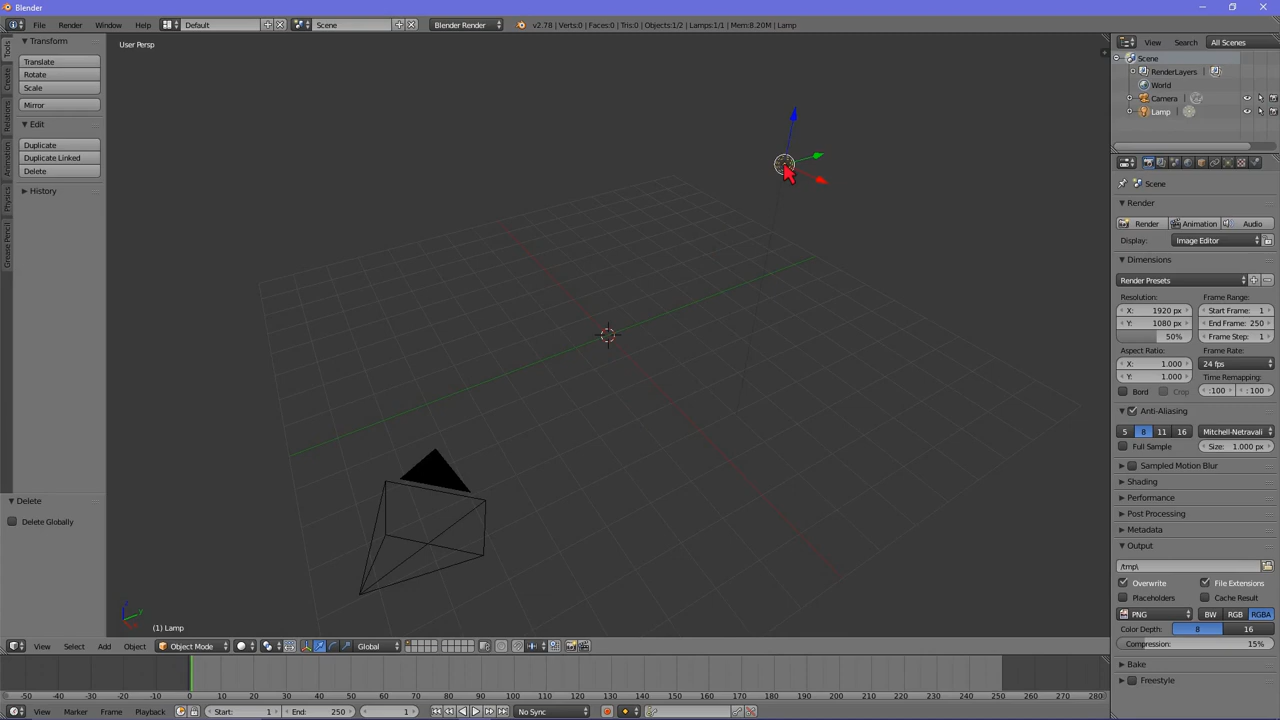 Blender
File Render Window Help Default Scene Blender Render v2.78 | Verts:0 | Faces:0 | Tris:0 | Objects:1/2 | Lamps:1/1 | Mem:8.20M | Lamp
Tools
Create
Relations
Animation
Physics
Grease Pencil
Transform
Translate
Rotate
Scale
Mirror
Edit
Duplicate
Duplicate Linked
Delete
History
Delete
Delete Globally
User Persp
(1) Lamp
View Search All Scenes
Scene
RenderLayers
World
Camera
Lamp
Scene
Render
Render Animation Audio
Display: Image Editor
Dimensions
Render Presets
Resolution: Frame Range:
X: 1920 px Start Frame: 1
Y: 1080 px End Frame: 250
50% Frame Step: 1
Aspect Ratio: Frame Rate:
X: 1.000 24 fps
Y: 1.000 Time Remapping:
Bord Crop :100 : 100
Anti-Aliasing
5 8 11 16 Mitchell-Netravali
Full Sample Size: 1.000 px
Sampled Motion Blur
Shading
Performance
Post Processing
Metadata
Output
/tmp\
Overwrite File Extensions
Placeholders Cache Result
PNG BW RGB RGBA
Color Depth: 8 16
Compression: 15%
Bake
Freestyle
View Select Add Object Object Mode Global
-50 -40 -30 -20 -10 0 10 20 30 40 50 60 70 80 90 100 110 120 130 140 150 160 170 180 190 200 210 220 230 240 250 260 270 280
View Marker Frame Playback Start: 1 End: 250 1 No Sync